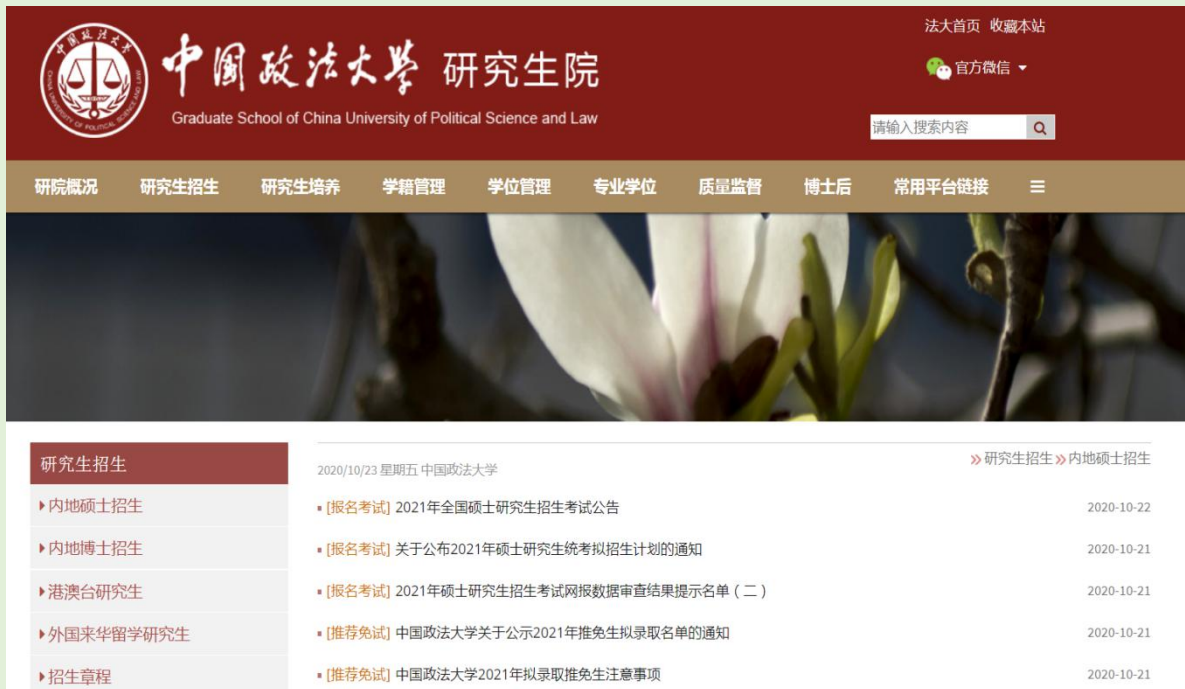 法大首页 收藏本站
中国政法大学 研究生院
Graduate School of China University of Political Science and Law
官方微信
请输入搜索内容
中国政法大学
CHINA UNIVERSITY OF POLITICAL SCIENCE AND LAW
研院概况 研究生招生 研究生培养 学籍管理 学位管理 专业学位 质量监督 博士后 常用平台链接
研究生招生
内地硕士招生
内地博士招生
港澳台研究生
外国来华留学研究生
招生章程
2020/10/23 星期五 中国政法大学
研究生招生 内地硕士招生
[报名考试] 2021年全国硕士研究生招生考试公告 2020-10-22
[报名考试] 关于公布2021年硕士研究生统考拟招生计划的通知 2020-10-21
[报名考试] 2021年硕士研究生招生考试网报数据审查结果提示名单（二） 2020-10-21
[推荐免试] 中国政法大学关于公示2021年推免生拟录取名单的通知 2020-10-21
[推荐免试] 中国政法大学2021年拟录取推免生注意事项 2020-10-21